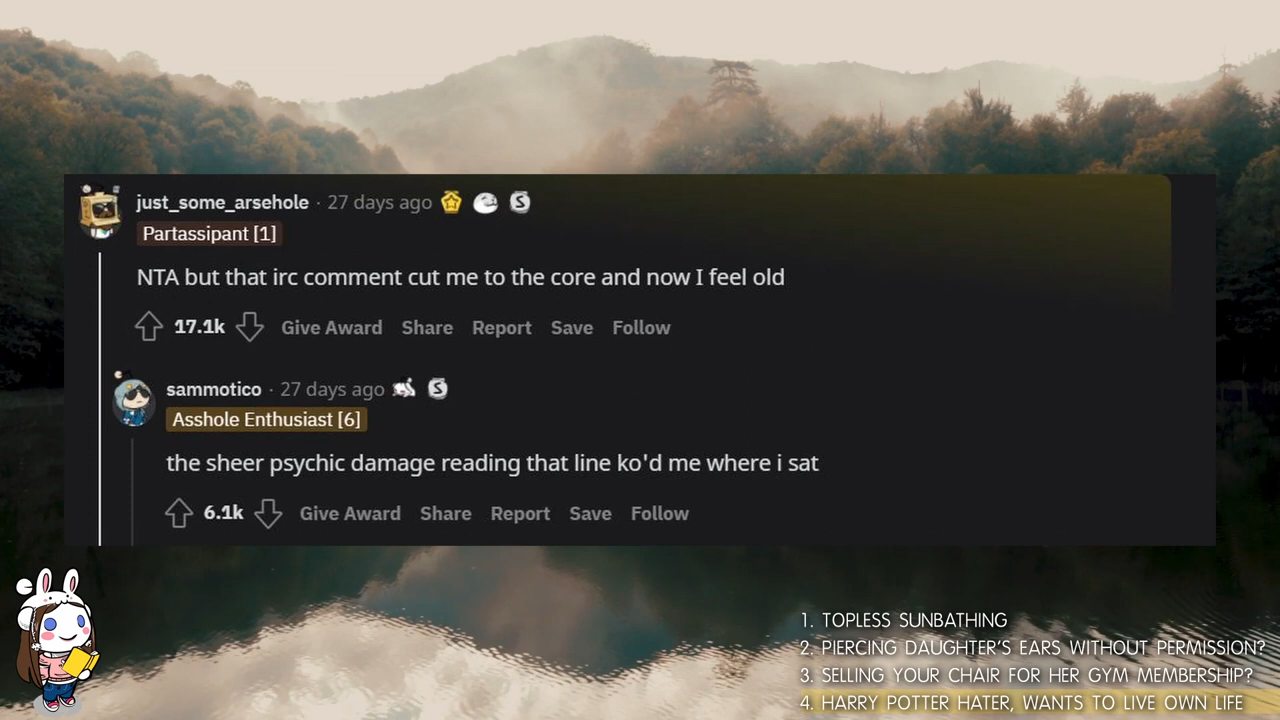 just_some_arsehole · 27 days ago
Partassipant [1]
NTA but that irc comment cut me to the core and now I feel old
17.1k Give Award Share Report Save Follow
sammotico · 27 days ago
Asshole Enthusiast [6]
the sheer psychic damage reading that line ko'd me where i sat
6.1k Give Award Share Report Save Follow
1. TOPLESS SUNBATHING
2. PIERCING DAUGHTER'S EARS WITHOUT PERMISSION?
3. SELLING YOUR CHAIR FOR HER GYM MEMBERSHIP?
4. HARRY POTTER HATER, WANTS TO LIVE OWN LIFE